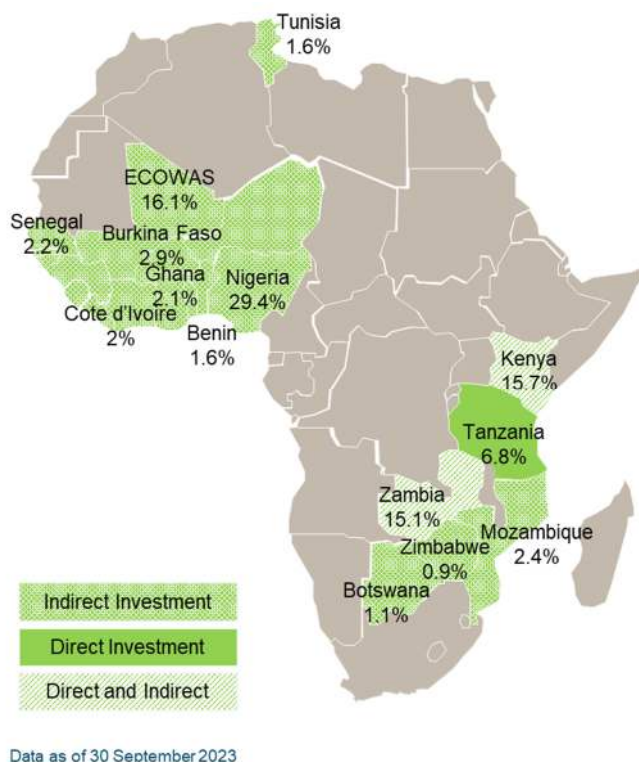 Tunisia
1.6%
ECOWAS
16.1%
Senegal
2.2%
Burkina Faso
2.9%
Ghana
2.1%
Nigeria
29.4%
Cote d'Ivoire
2%
Benin
1.6%
Kenya
15.7%
Tanzania
6.8%
Zambia
15.1%
Mozambique
2.4%
Zimbabwe
0.9%
Botswana
1.1%
Indirect Investment
Direct Investment
Direct and Indirect
Data as of 30 September 2023